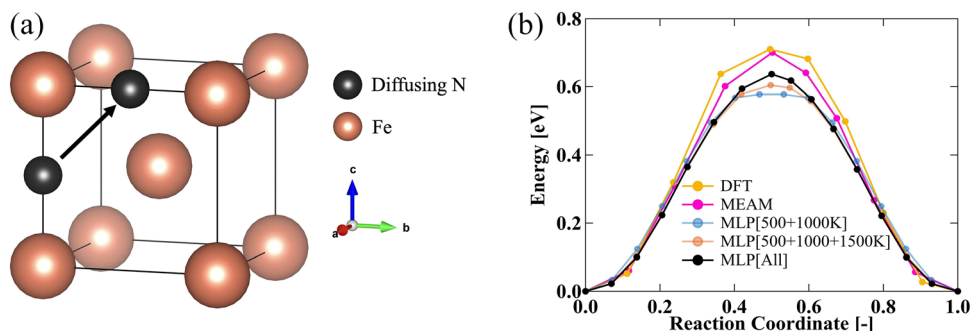 (a)
Diffusing N
Fe
c
a
b
(b)
Energy [eV]
0.8
0.6
0.4
0.2
0.0
DFT
MEAM
MLP[500+1000K]
MLP[500+1000+1500K]
MLP[All]
0.0 0.2 0.4 0.6 0.8 1.0
Reaction Coordinate [-]